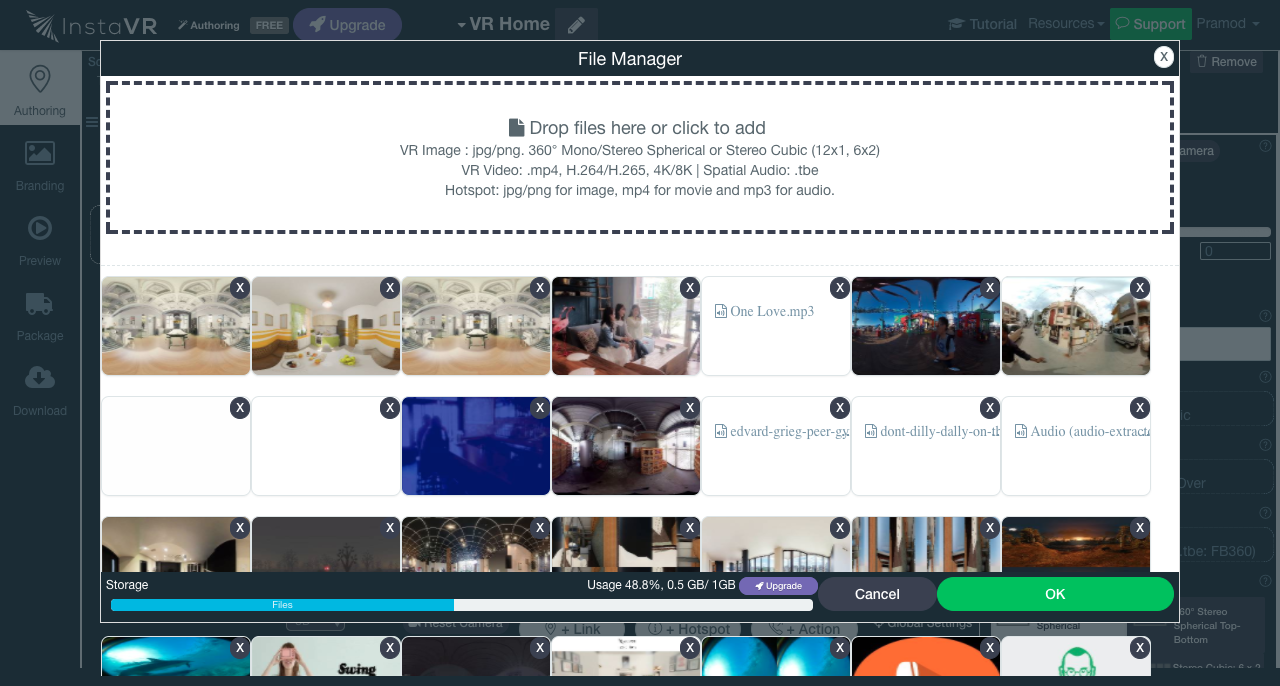 InstaVR
Authoring
FREE
Upgrade
VR Home
Tutorial
Resources
Support
Pramod
File Manager
X
Remove
Authoring
Drop files here or click to add
VR Image : jpg/png. 360° Mono/Stereo Spherical or Stereo Cubic (12x1, 6x2)
VR Video: .mp4, H.264/H.265, 4K/8K | Spatial Audio: .tbe
Hotspot: jpg/png for image, mp4 for movie and mp3 for audio.
amera
Branding
Preview
0
Package
Download
X X X X X X X
One Love.mp3
X X X X X X X
edvard-grieg-peer-gy
dont-dilly-dally-on-th
Audio (audio-extract
ic
Over
.tbe: FB360)
X X X X X X X
Storage
Usage 48.8%, 0.5 GB/ 1GB
Upgrade
Cancel
OK
Files
Reset Camera
+ Link
+ Hotspot
+ Action
Global Settings
Spherical
60° Stereo
Spherical Top-
Bottom
X X X X X X X
Swing
Stereo Cubic: 6 x 2